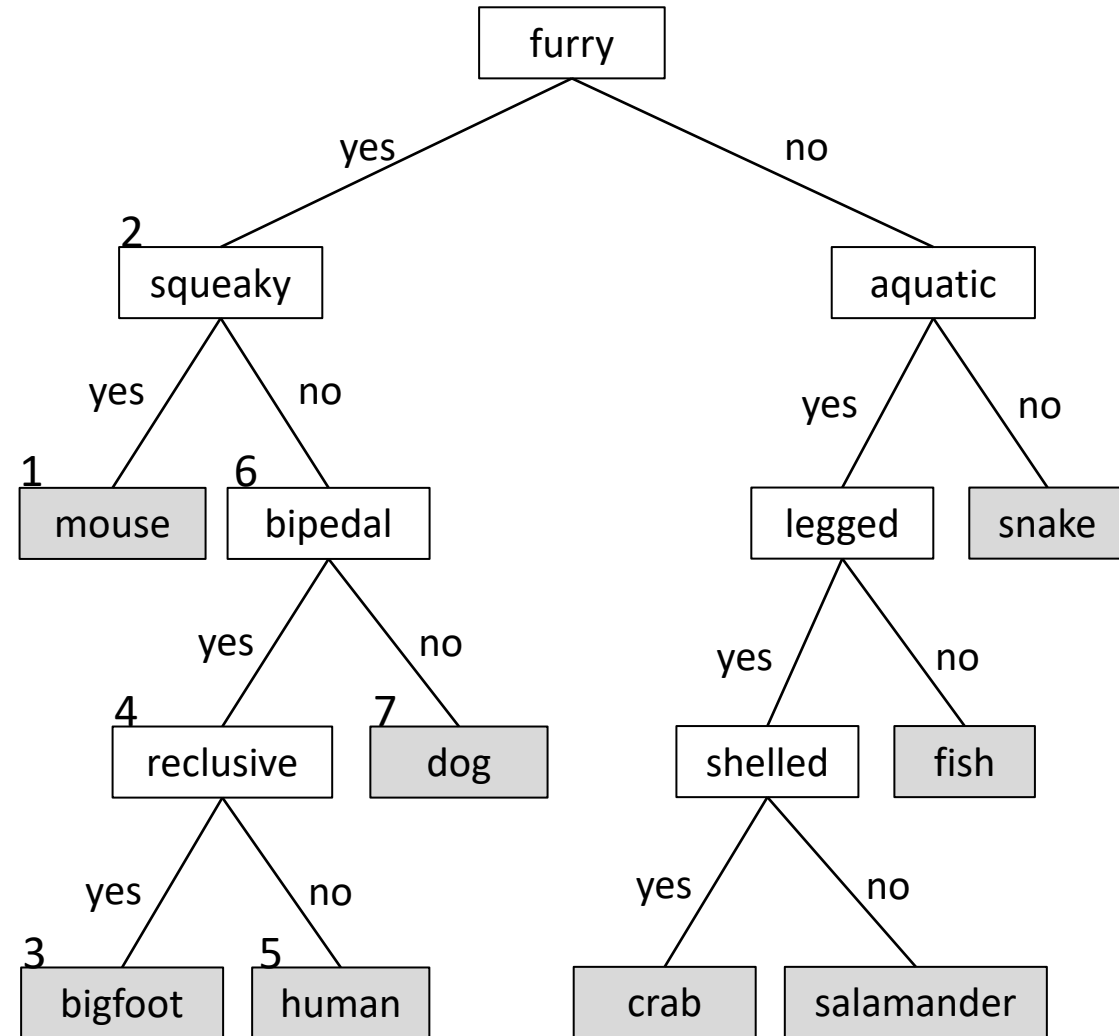 furry
yes
no
2
squeaky
aquatic
yes
no
yes
no
1
6
mouse
bipedal
legged
snake
yes
no
yes
no
4
7
reclusive
dog
shelled
fish
yes
no
yes
no
3
5
bigfoot
human
crab
salamander